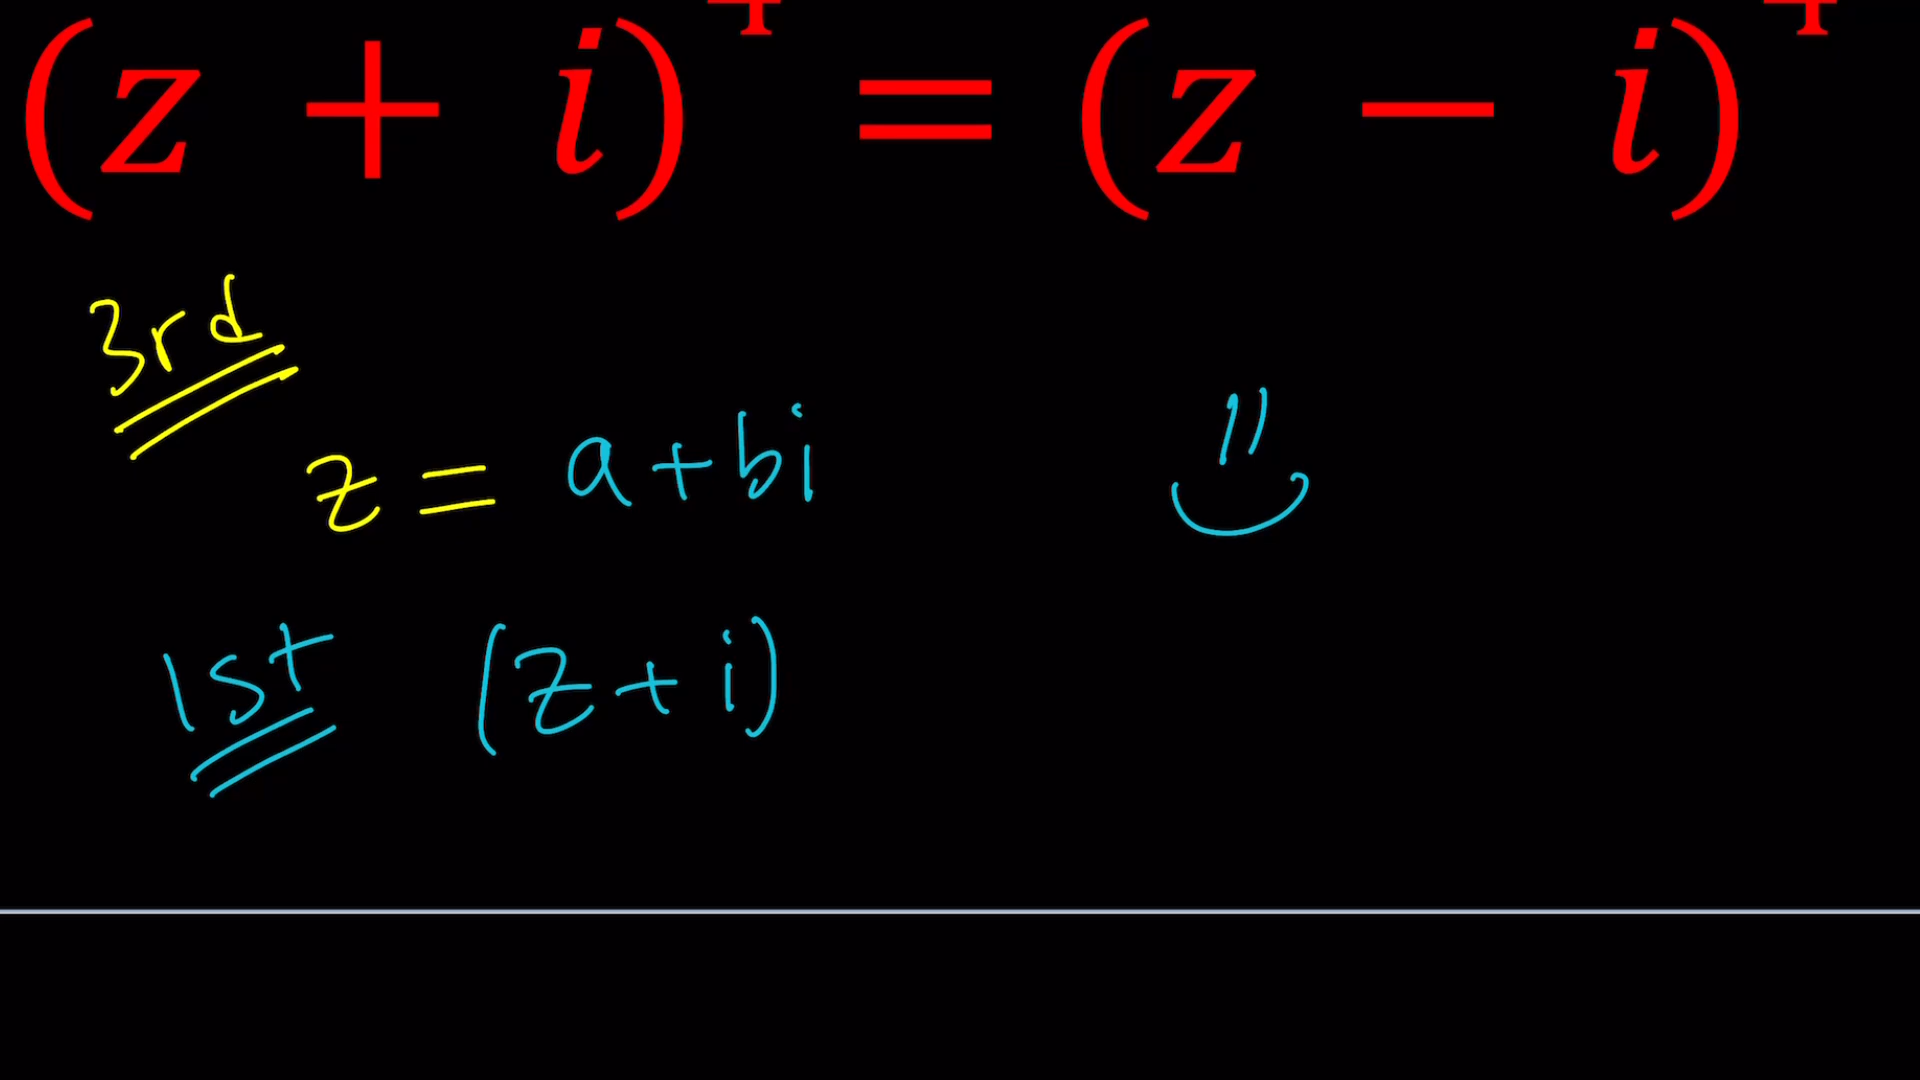 (z + i)⁴ = (z − i)⁴
3rd
z = a+bi
1st (z+i)